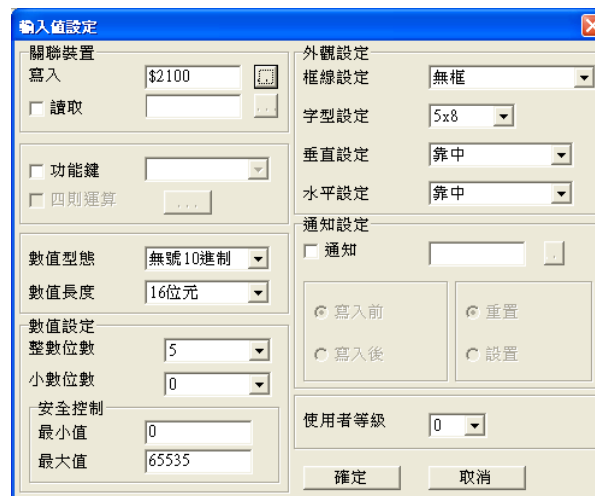 輸入值設定
關聯裝置
寫入 $2100 ...
讀取 ...
功能鍵
四則運算 ...
數值型態 無號10進制
數值長度 16位元
數值設定
整數位數 5
小數位數 0
安全控制
最小值 0
最大值 65535
外觀設定
框線設定 無框
字型設定 5x8
垂直設定 靠中
水平設定 靠中
通知設定
通知 .
寫入前 重置
寫入後 設置
使用者等級 0
確定 取消